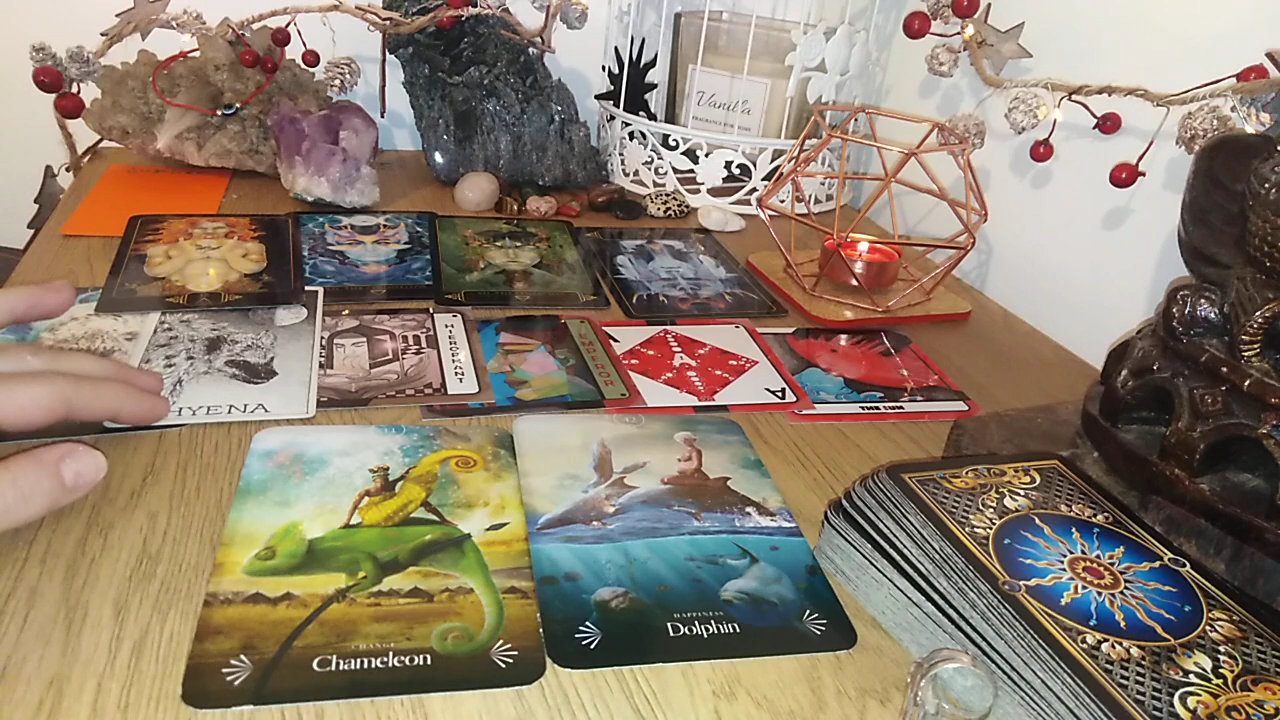 Vanilla
HYENA
HIEROPHANT
EMPEROR
A
A
THE SUN
CHANGE
Chameleon
HAPPINESS
Dolphin